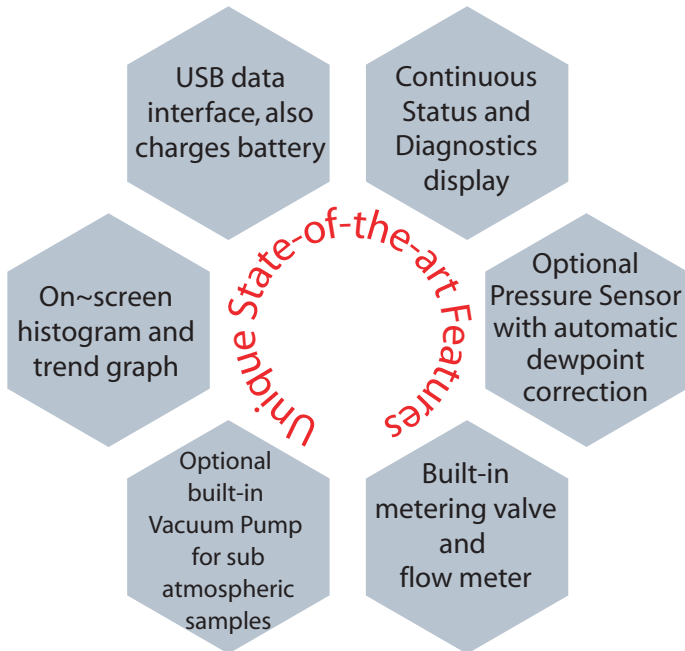 USB data
interface, also
charges battery
Continuous
Status and
Diagnostics
display
Unique State-of-the-art Features
On~screen
histogram and
trend graph
Optional
Pressure Sensor
with automatic
dewpoint
correction
Optional
built-in
Vacuum Pump
for sub
atmospheric
samples
Built-in
metering valve
and
flow meter